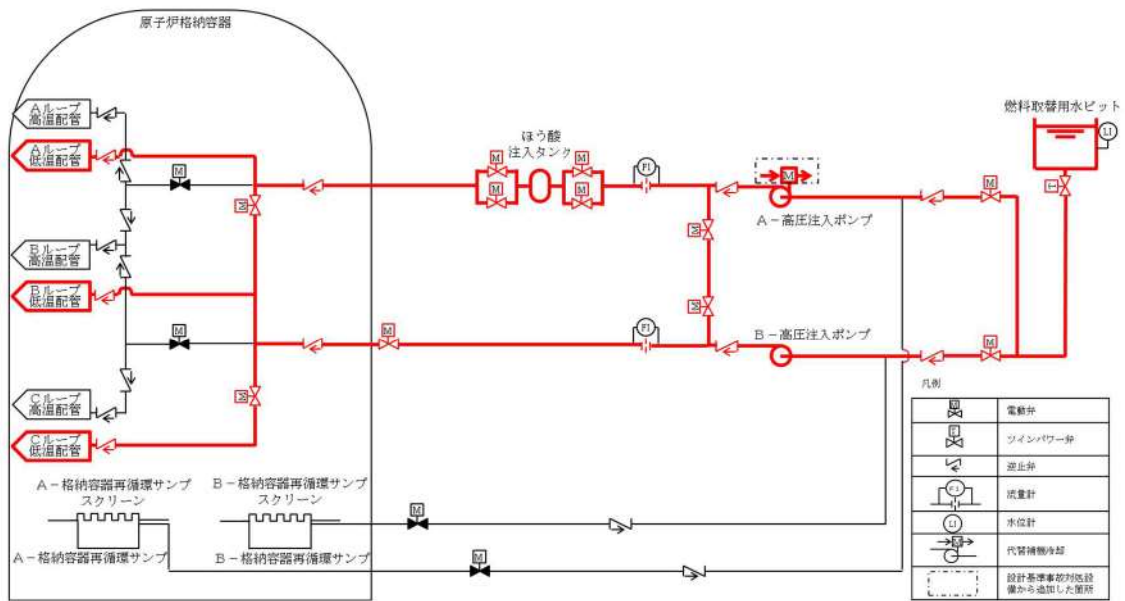 原子炉格納容器
Aループ
高温配管
Aループ
低温配管
Bループ
高温配管
Bループ
低温配管
Cループ
高温配管
Cループ
低温配管
M
M
M
M
ほう酸
注入タンク
M
M
M
M
FI
M
A-高圧注入ポンプ
M
M
M
FI
B-高圧注入ポンプ
M
M
燃料取替用水ピット
LI
T
A-格納容器再循環サンプ
スクリーン
A-格納容器再循環サンプ
B-格納容器再循環サンプ
スクリーン
B-格納容器再循環サンプ
M
M
凡例
M
電動弁
T
ツインパワー弁
逆止弁
FI
流量計
LI
水位計
M
代替補機冷却
設計基準事故対処設
備から追加した箇所